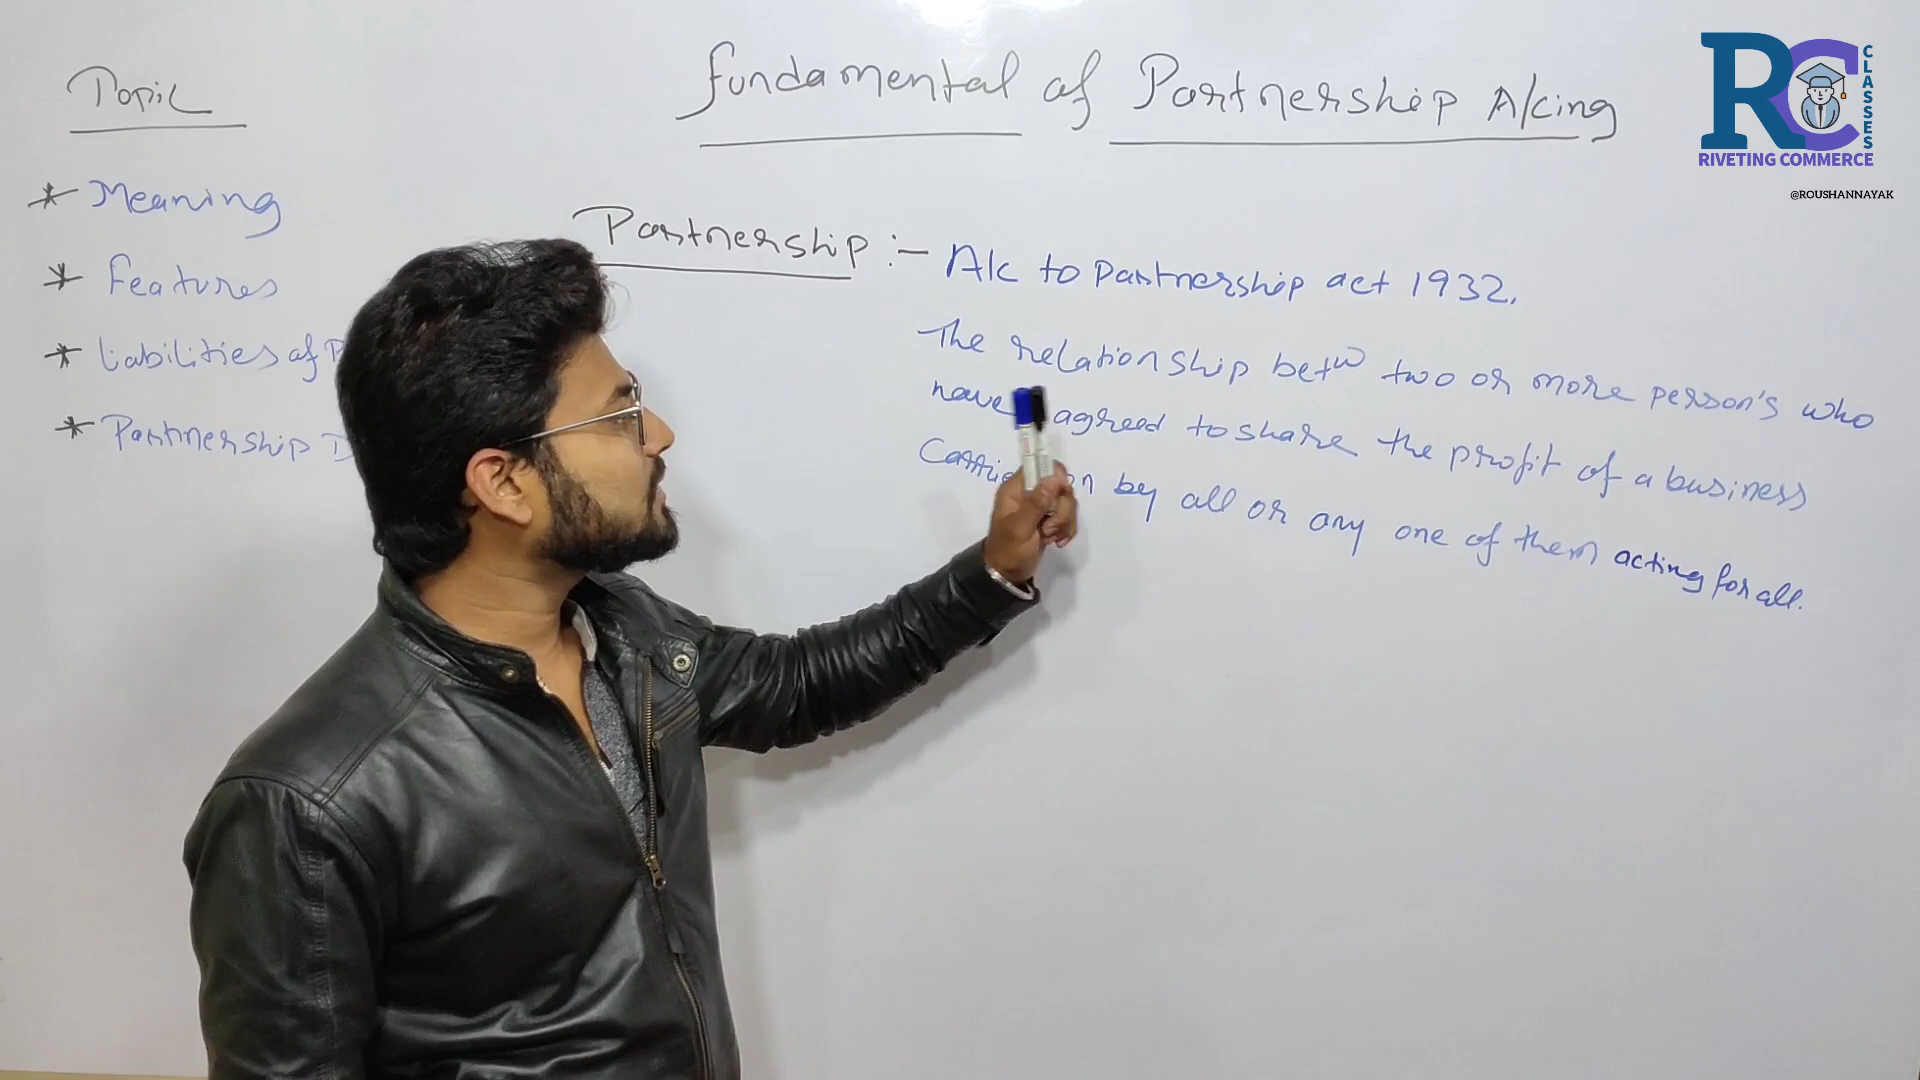 Topic
* Meaning
* Features
* Liabilities of P
* Partnership D
Fundamental of Partnership A/cing
Partnership :- A/c to Partnership act 1932.
The relationship betw two or more person's who
have agreed to share the profit of a business
Carrie on by all or any one of them acting for all.
RC CLASSES
RIVETING COMMERCE
@ROUSHANNAYAK